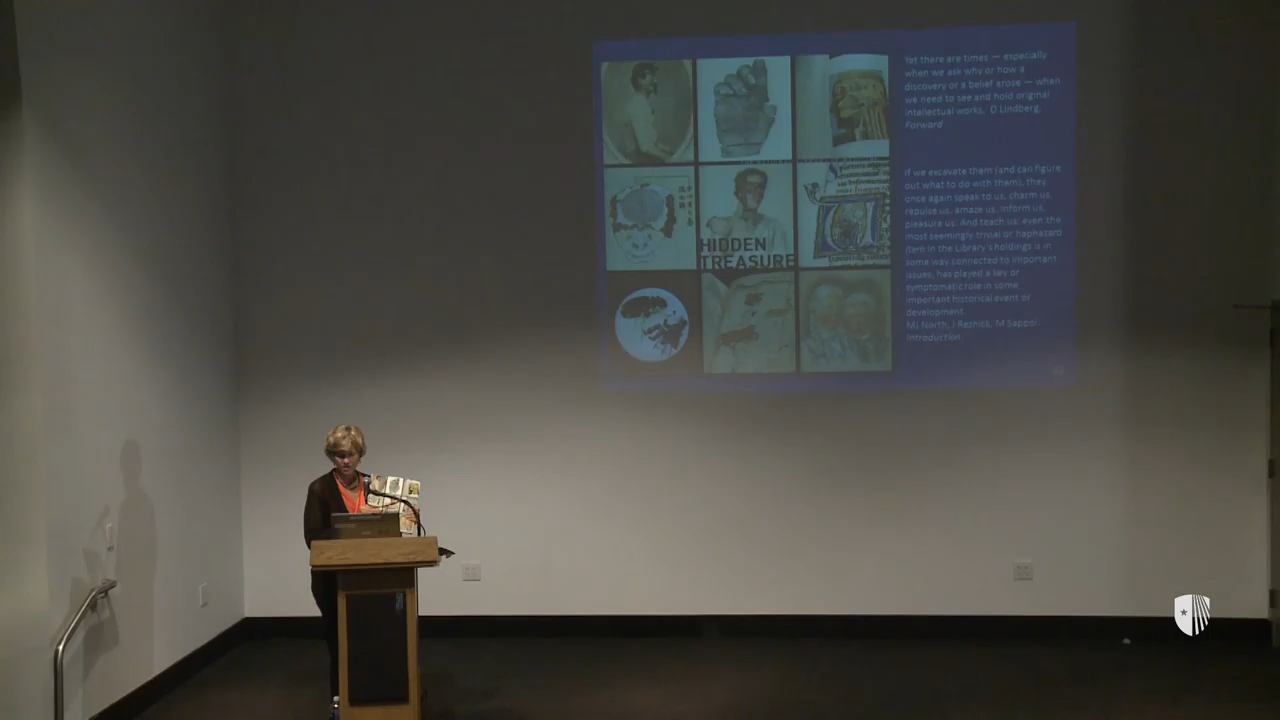 Yet there are times — especially
when we ask why or how a
discovery or a belief arose — when
we need to see and hold original
intellectual works. D Lindberg,
Forward
If we excavate them (and can figure
out what to do with them), they
once again speak to us, charm us,
repulse us, amaze us, inform us,
pleasure us. And teach us: even the
most seemingly trivial or haphazard
item in the Library's holdings is in
some way connected to important
issues, has played a key or
symptomatic role in some
important historical event or
development.
MJ North, J Reznick, M Sappol.
Introduction
HIDDEN
TREASURE